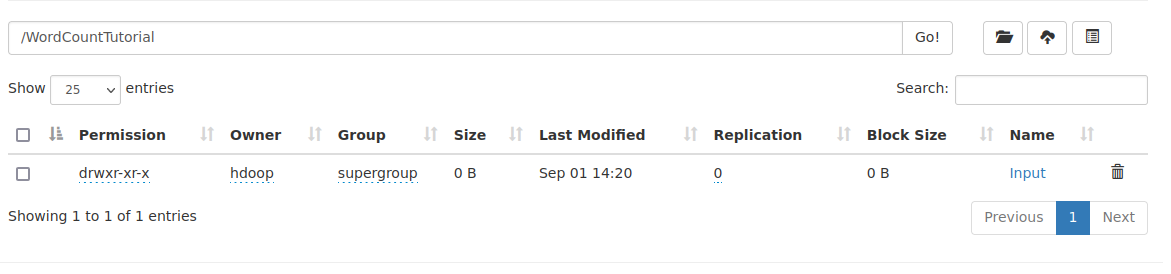 /WordCountTutorial Go!
Show 25 entries Search:
Permission Owner Group Size Last Modified Replication Block Size Name
drwxr-xr-x hdoop supergroup 0 B Sep 01 14:20 0 0 B Input
Showing 1 to 1 of 1 entries Previous 1 Next